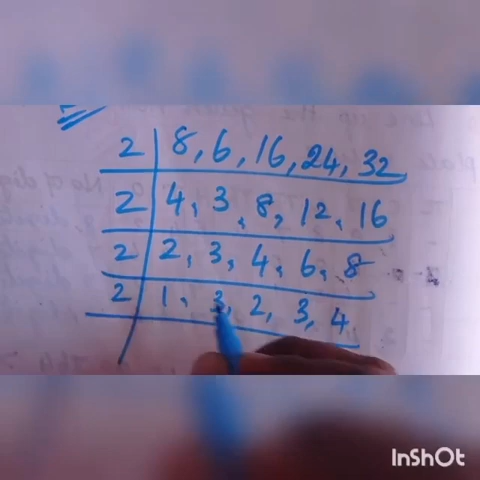 2 | 8, 6, 16, 24, 32
2 | 4, 3, 8, 12, 16
2 | 2, 3, 4, 6, 8
2 | 1, 3, 2, 3, 4
InShOt